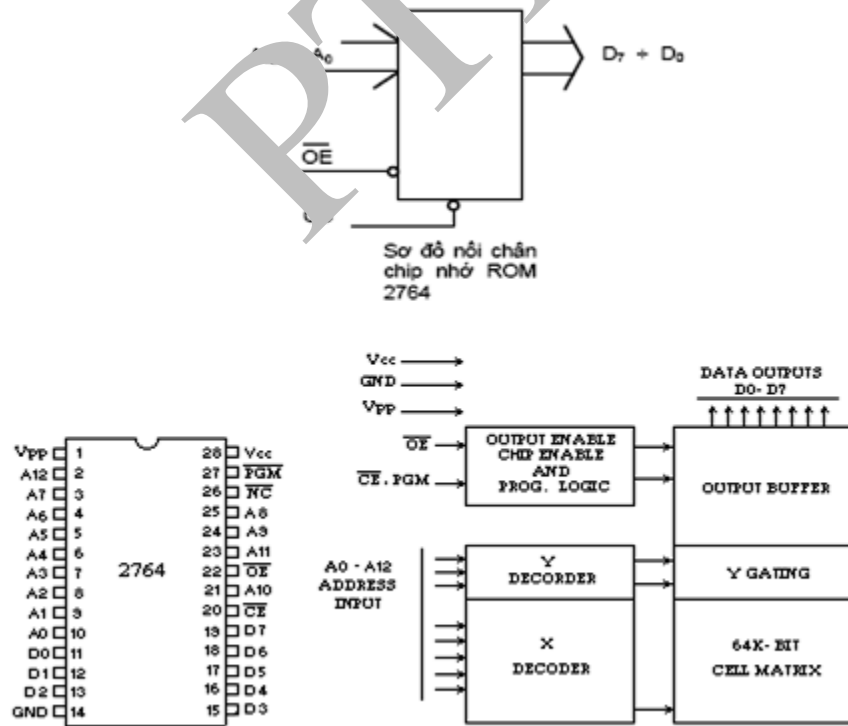 PT
A0
D7 ÷ D0
OE
Sơ đồ nối chân
chip nhớ ROM
2764
Vcc
GND
VPP
OE
CE.PGM
OUTPUT ENABLE
CHIP ENABLE
AND
PROG. LOGIC
DATA OUTPUTS
D0- D7
OUTPUT BUFFER
A0 - A12
ADDRESS
INPUT
Y
DECORDER
Y GATING
X
DECODER
64K- BIT
CELL MATRIX
2764
VPP 1 28 Vcc
A12 2 27 PGM
A7 3 26 NC
A6 4 25 A8
A5 5 24 A9
A4 6 23 A11
A3 7 22 OE
A2 8 21 A10
A1 9 20 CE
A0 10 19 D7
D0 11 18 D6
D1 12 17 D5
D2 13 16 D4
GND 14 15 D3